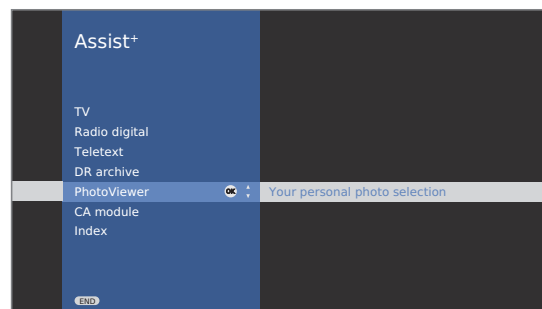 Assist+
TV
Radio digital
Teletext
DR archive
PhotoViewer OK Your personal photo selection
CA module
Index
END